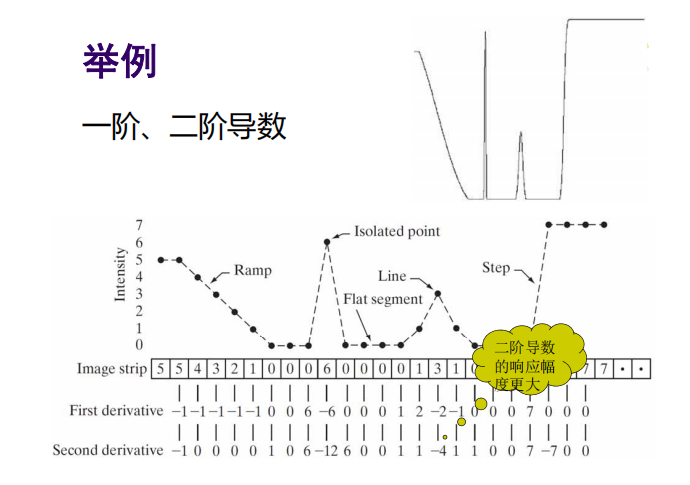 举例
一阶、二阶导数
7
6
5
4
3
2
1
0
Intensity
Ramp
Isolated point
Line
Flat segment
Step
二阶导数
的响应幅
度更大
Image strip 5 5 4 3 2 1 0 0 0 6 0 0 0 0 1 3 1 0 7 7 • •
First derivative −1 −1 −1 −1 −1 0 0 6 −6 0 0 0 1 2 −2 −1 0 0 0 7 0 0 0
Second derivative −1 0 0 0 0 1 0 6 −12 6 0 0 1 1 −4 1 1 0 0 7 −7 0 0